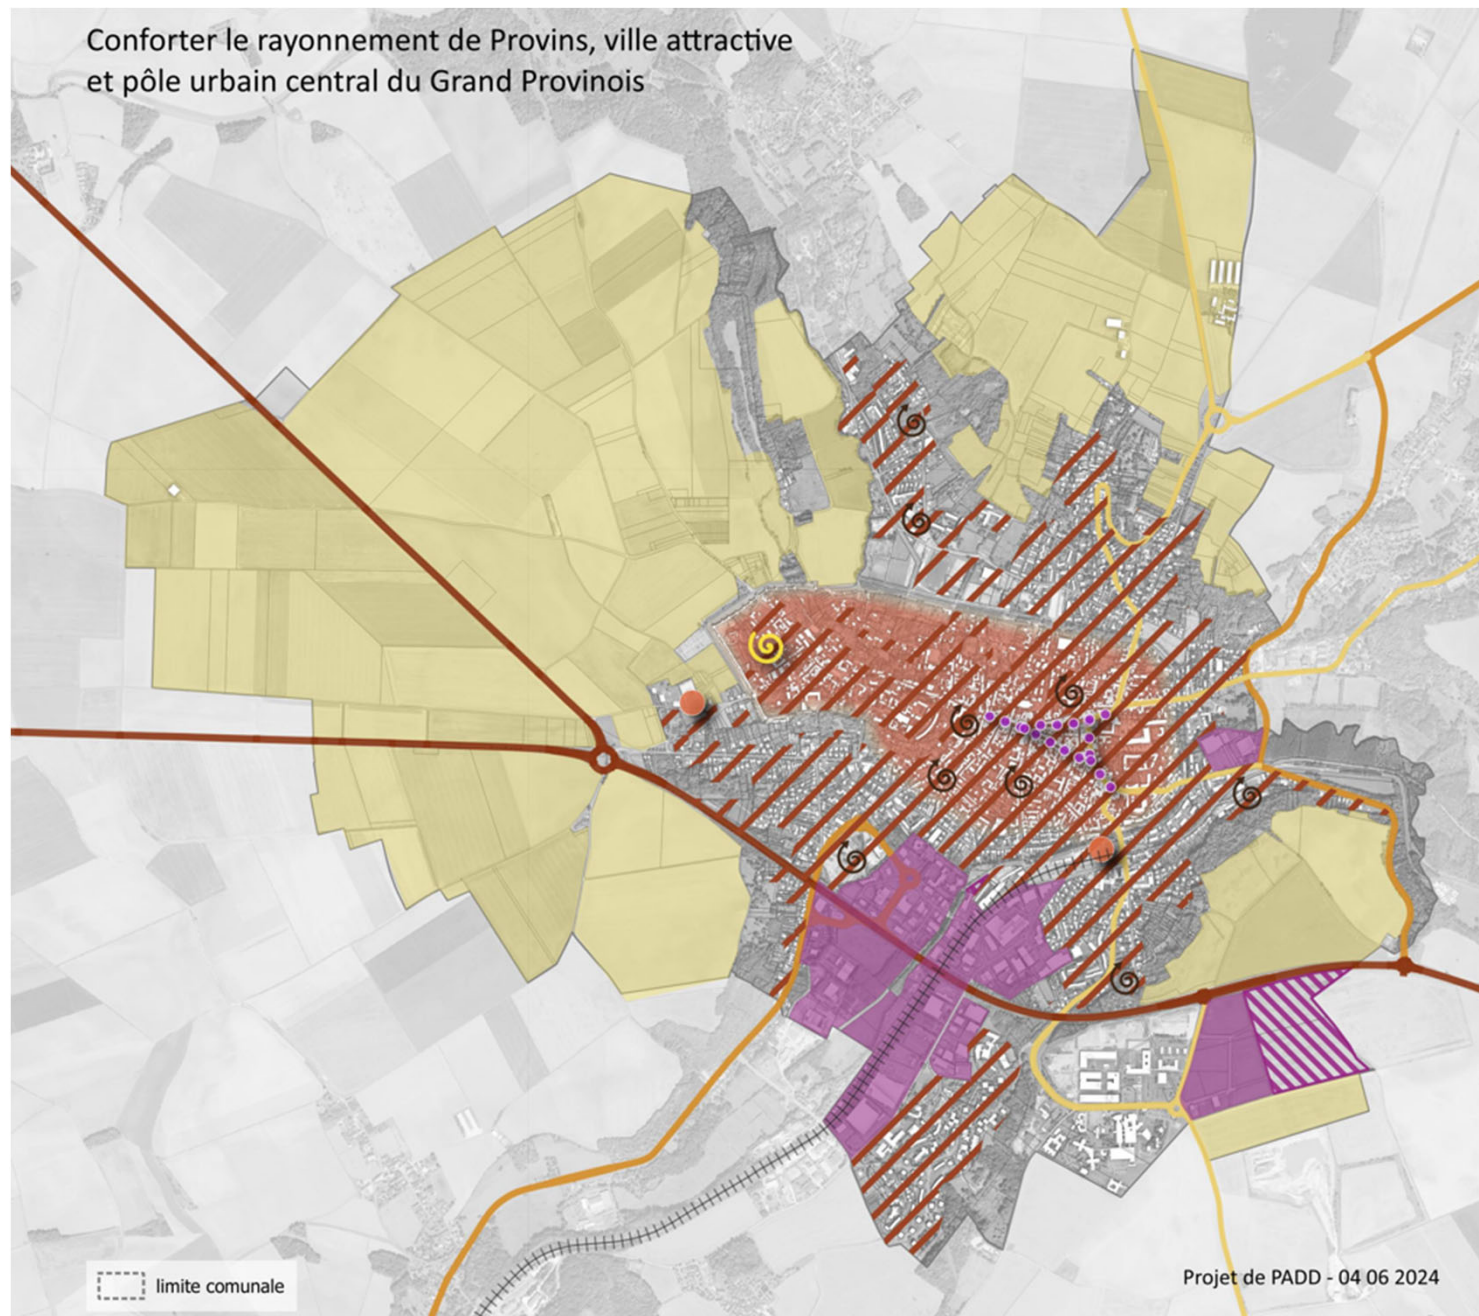 Conforter le rayonnement de Provins, ville attractive
et pôle urbain central du Grand Provinois
limite comunale
Projet de PADD - 04 06 2024